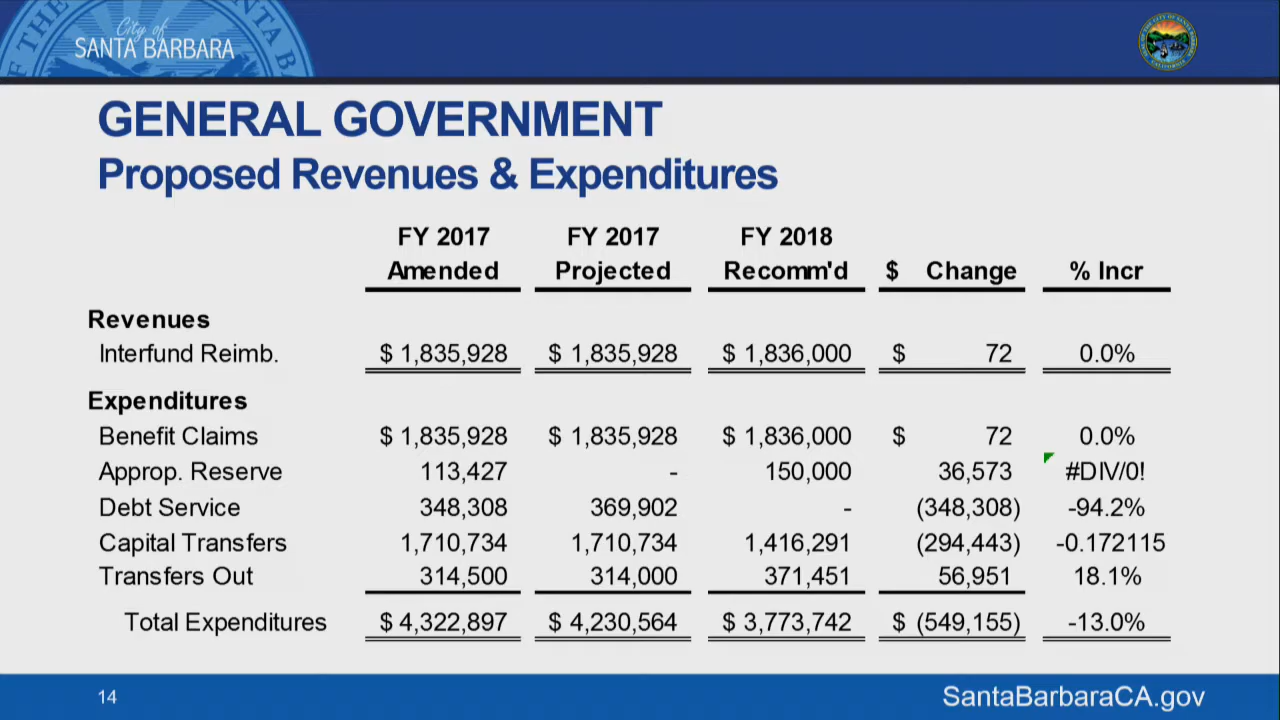 City of
SANTA BARBARA
GENERAL GOVERNMENT
Proposed Revenues & Expenditures
FY 2017 FY 2017 FY 2018
Amended Projected Recomm'd $ Change % Incr
Revenues
Interfund Reimb. $ 1,835,928 $ 1,835,928 $ 1,836,000 $ 72 0.0%
Expenditures
Benefit Claims $ 1,835,928 $ 1,835,928 $ 1,836,000 $ 72 0.0%
Approp. Reserve 113,427 - 150,000 36,573 #DIV/0!
Debt Service 348,308 369,902 - (348,308) -94.2%
Capital Transfers 1,710,734 1,710,734 1,416,291 (294,443) -0.172115
Transfers Out 314,500 314,000 371,451 56,951 18.1%
Total Expenditures $ 4,322,897 $ 4,230,564 $ 3,773,742 $ (549,155) -13.0%
14
SantaBarbaraCA.gov